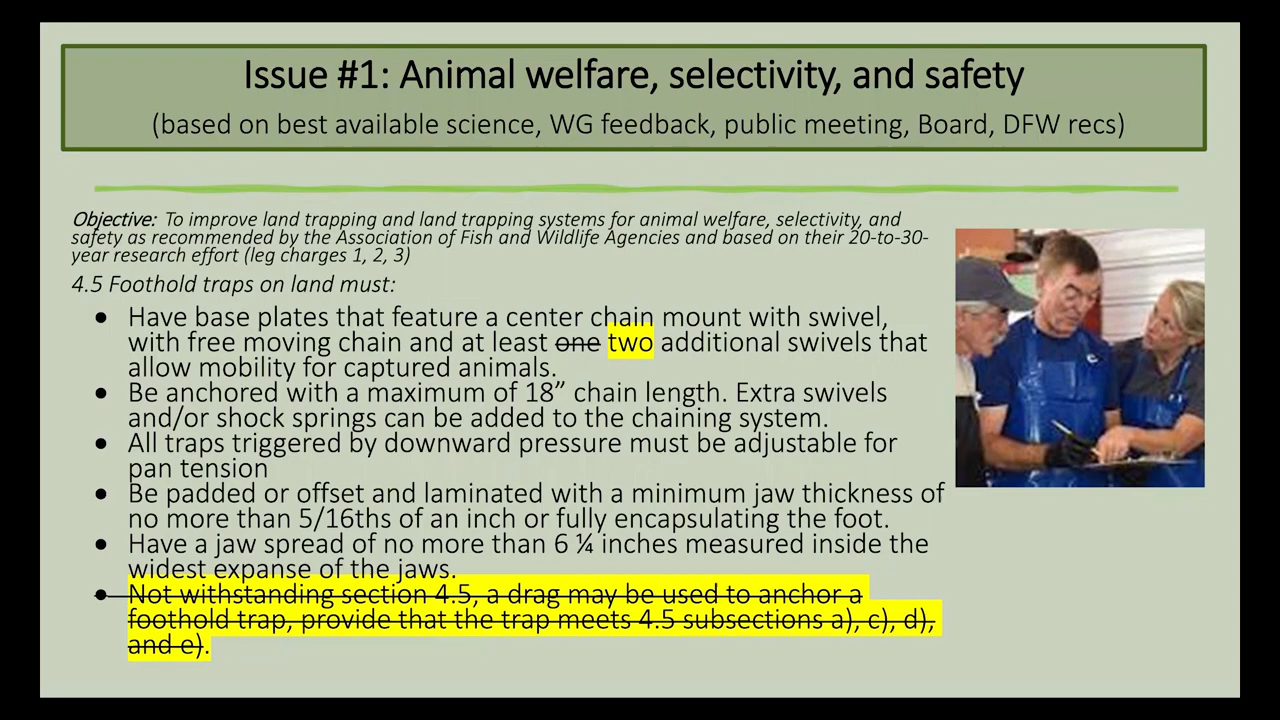 Issue #1: Animal welfare, selectivity, and safety
(based on best available science, WG feedback, public meeting, Board, DFW recs)
Objective: To improve land trapping and land trapping systems for animal welfare, selectivity, and
safety as recommended by the Association of Fish and Wildlife Agencies and based on their 20-to-30-
year research effort (leg charges 1, 2, 3)
4.5 Foothold traps on land must:
● Have base plates that feature a center chain mount with swivel,
with free moving chain and at least one two additional swivels that
allow mobility for captured animals.
● Be anchored with a maximum of 18” chain length. Extra swivels
and/or shock springs can be added to the chaining system.
● All traps triggered by downward pressure must be adjustable for
pan tension
● Be padded or offset and laminated with a minimum jaw thickness of
no more than 5/16ths of an inch or fully encapsulating the foot.
● Have a jaw spread of no more than 6 ¼ inches measured inside the
widest expanse of the jaws.
● Not withstanding section 4.5, a drag may be used to anchor a
foothold trap, provide that the trap meets 4.5 subsections a), c), d),
and e).